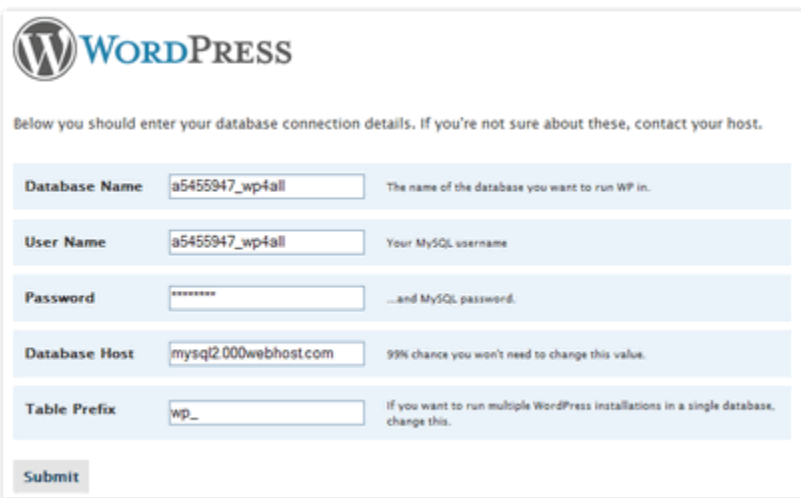 WORDPRESS
Below you should enter your database connection details. If you're not sure about these, contact your host.
Database Name a5455947_wp4all The name of the database you want to run WP in.
User Name a5455947_wp4all Your MySQL username
Password ******** ...and MySQL password.
Database Host mysql2.000webhost.com 99% chance you won't need to change this value.
Table Prefix wp_ If you want to run multiple WordPress installations in a single database,
change this.
Submit